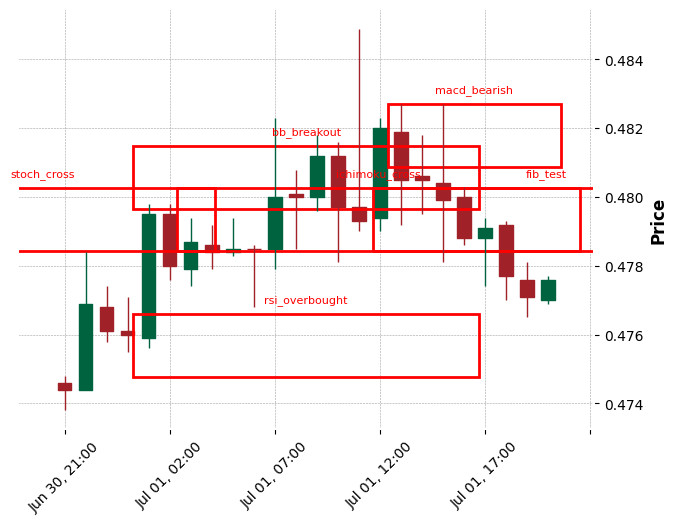 0.484
macd_bearish
0.482
bb_breakout
stoch_cross
fib_test
0.480
Price
0.478
rsi_overbought
0.476
0.474
Jun 30, 21:00
Jul 01, 02:00
Jul 01, 07:00
Jul 01, 12:00
Jul 01, 17:00